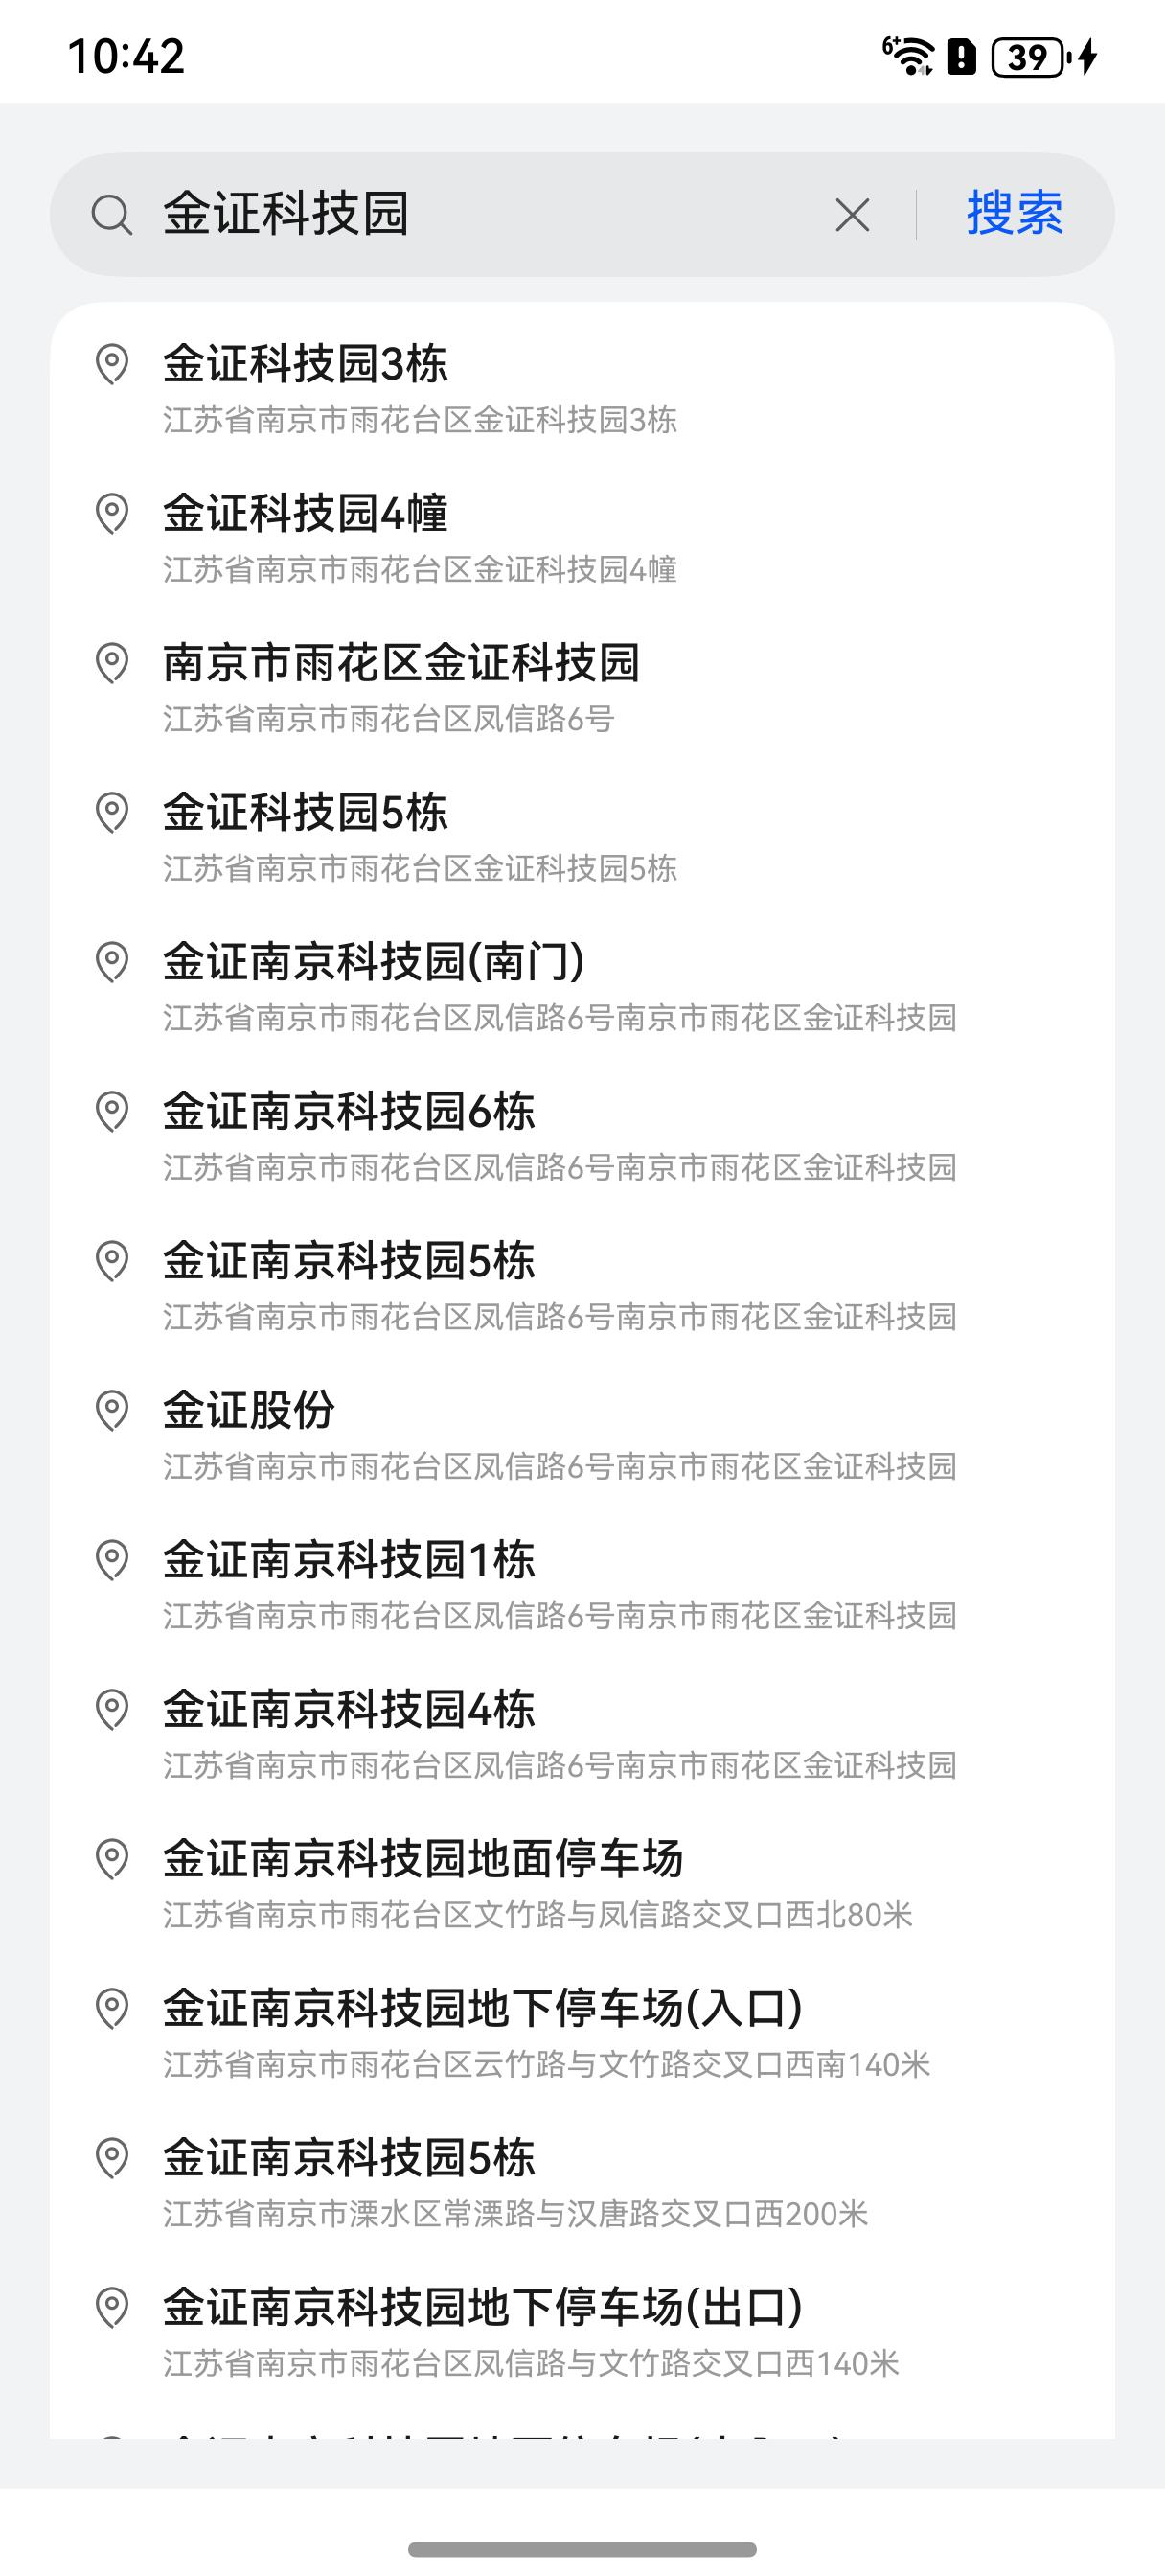 10:42
6+
39
金证科技园
搜索
金证科技园3栋
江苏省南京市雨花台区金证科技园3栋
金证科技园4幢
江苏省南京市雨花台区金证科技园4幢
南京市雨花区金证科技园
江苏省南京市雨花台区凤信路6号
金证科技园5栋
江苏省南京市雨花台区金证科技园5栋
金证南京科技园(南门)
江苏省南京市雨花台区凤信路6号南京市雨花区金证科技园
金证南京科技园6栋
江苏省南京市雨花台区凤信路6号南京市雨花区金证科技园
金证南京科技园5栋
江苏省南京市雨花台区凤信路6号南京市雨花区金证科技园
金证股份
江苏省南京市雨花台区凤信路6号南京市雨花区金证科技园
金证南京科技园1栋
江苏省南京市雨花台区凤信路6号南京市雨花区金证科技园
金证南京科技园4栋
江苏省南京市雨花台区凤信路6号南京市雨花区金证科技园
金证南京科技园地面停车场
江苏省南京市雨花台区文竹路与凤信路交叉口西北80米
金证南京科技园地下停车场(入口)
江苏省南京市雨花台区云竹路与文竹路交叉口西南140米
金证南京科技园5栋
江苏省南京市溧水区常溧路与汉唐路交叉口西200米
金证南京科技园地下停车场(出口)
江苏省南京市雨花台区凤信路与文竹路交叉口西140米